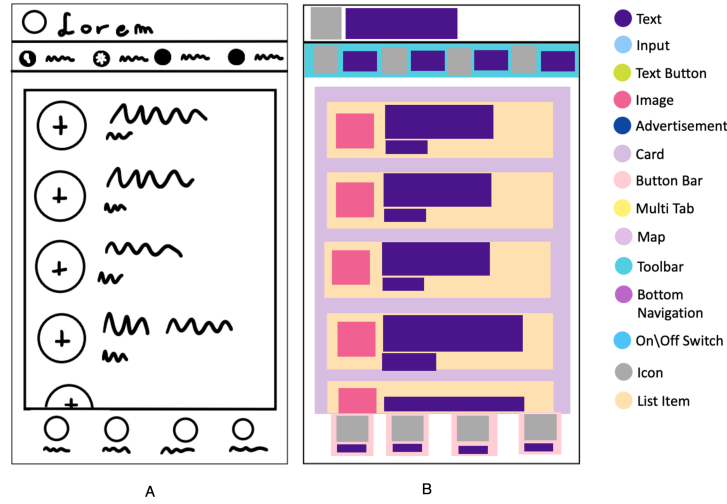 Lorem
Text
Input
Text Button
Image
Advertisement
Card
Button Bar
Multi Tab
Map
Toolbar
Bottom
Navigation
On\Off Switch
Icon
List Item
A
B